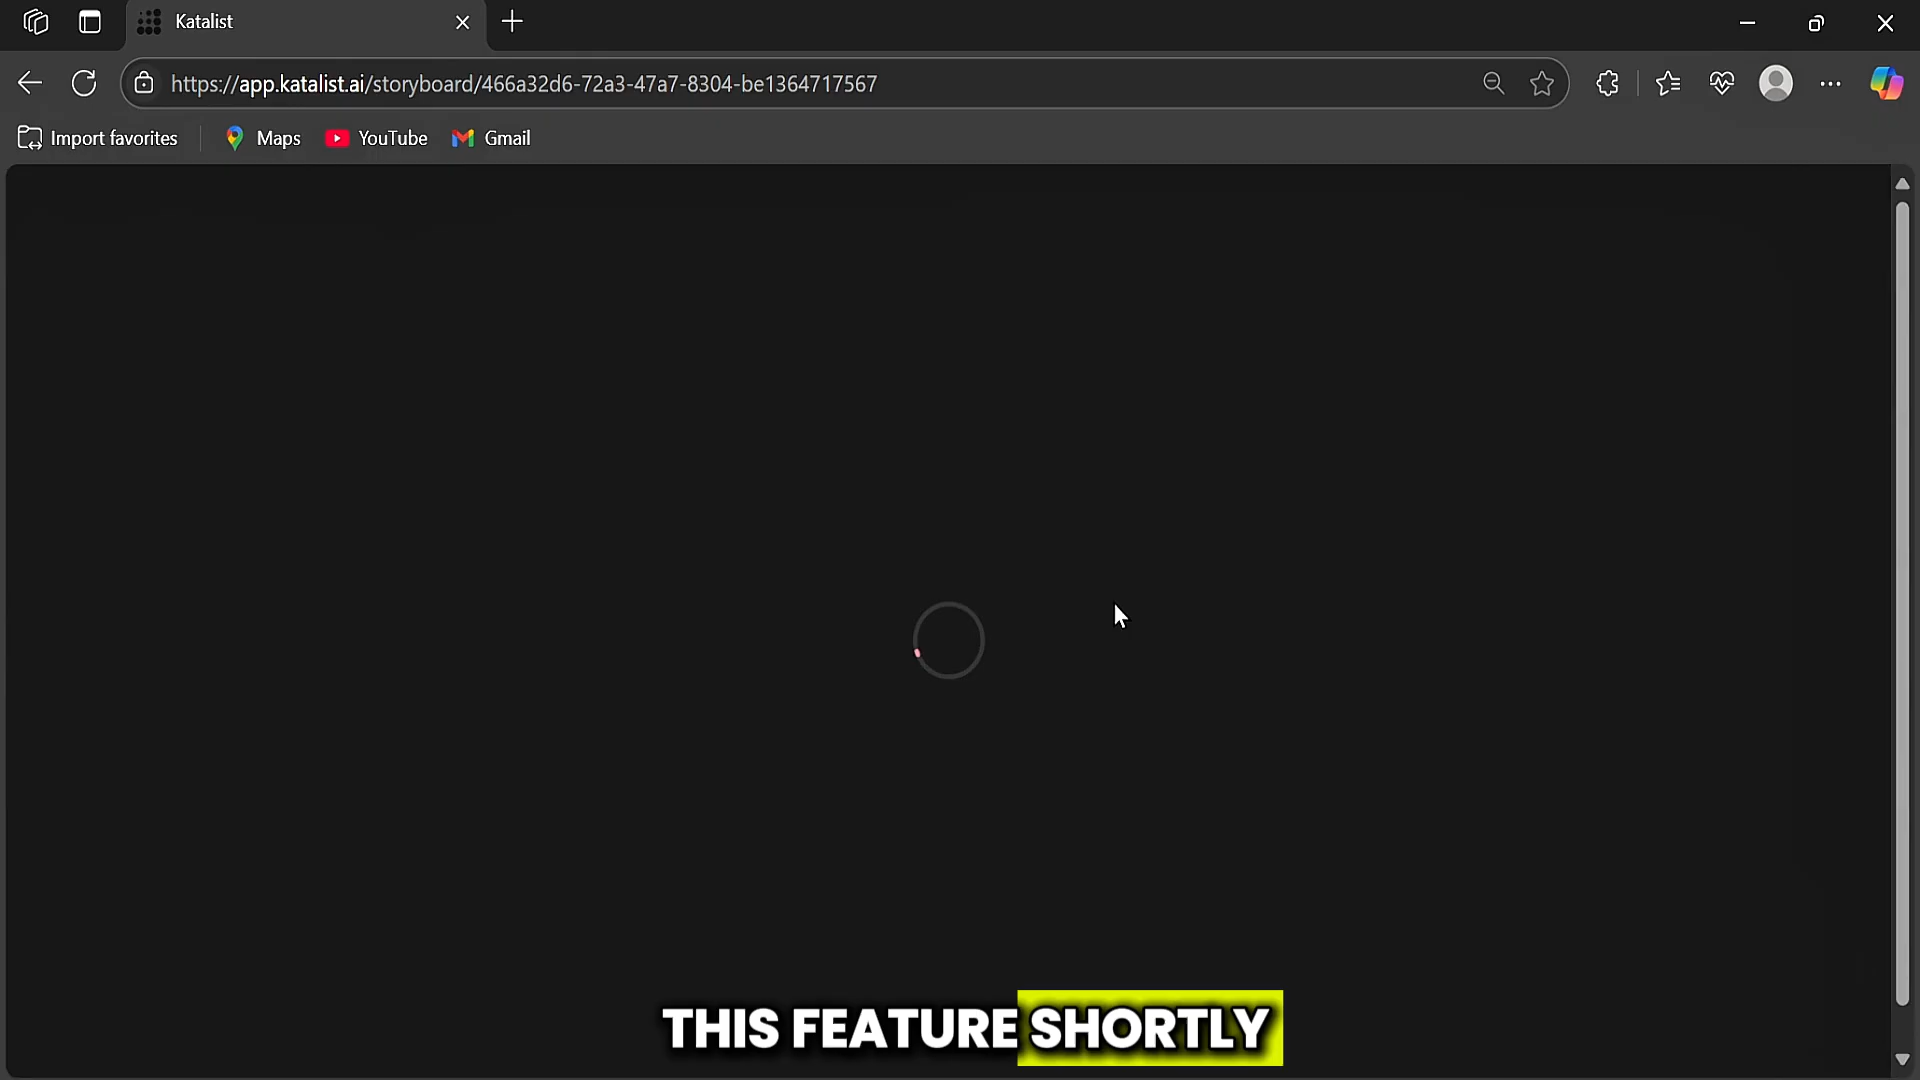 Katalist
https://app.katalist.ai/storyboard/466a32d6-72a3-47a7-8304-be1364717567
Import favorites
Maps
YouTube
Gmail
THIS FEATURE SHORTLY